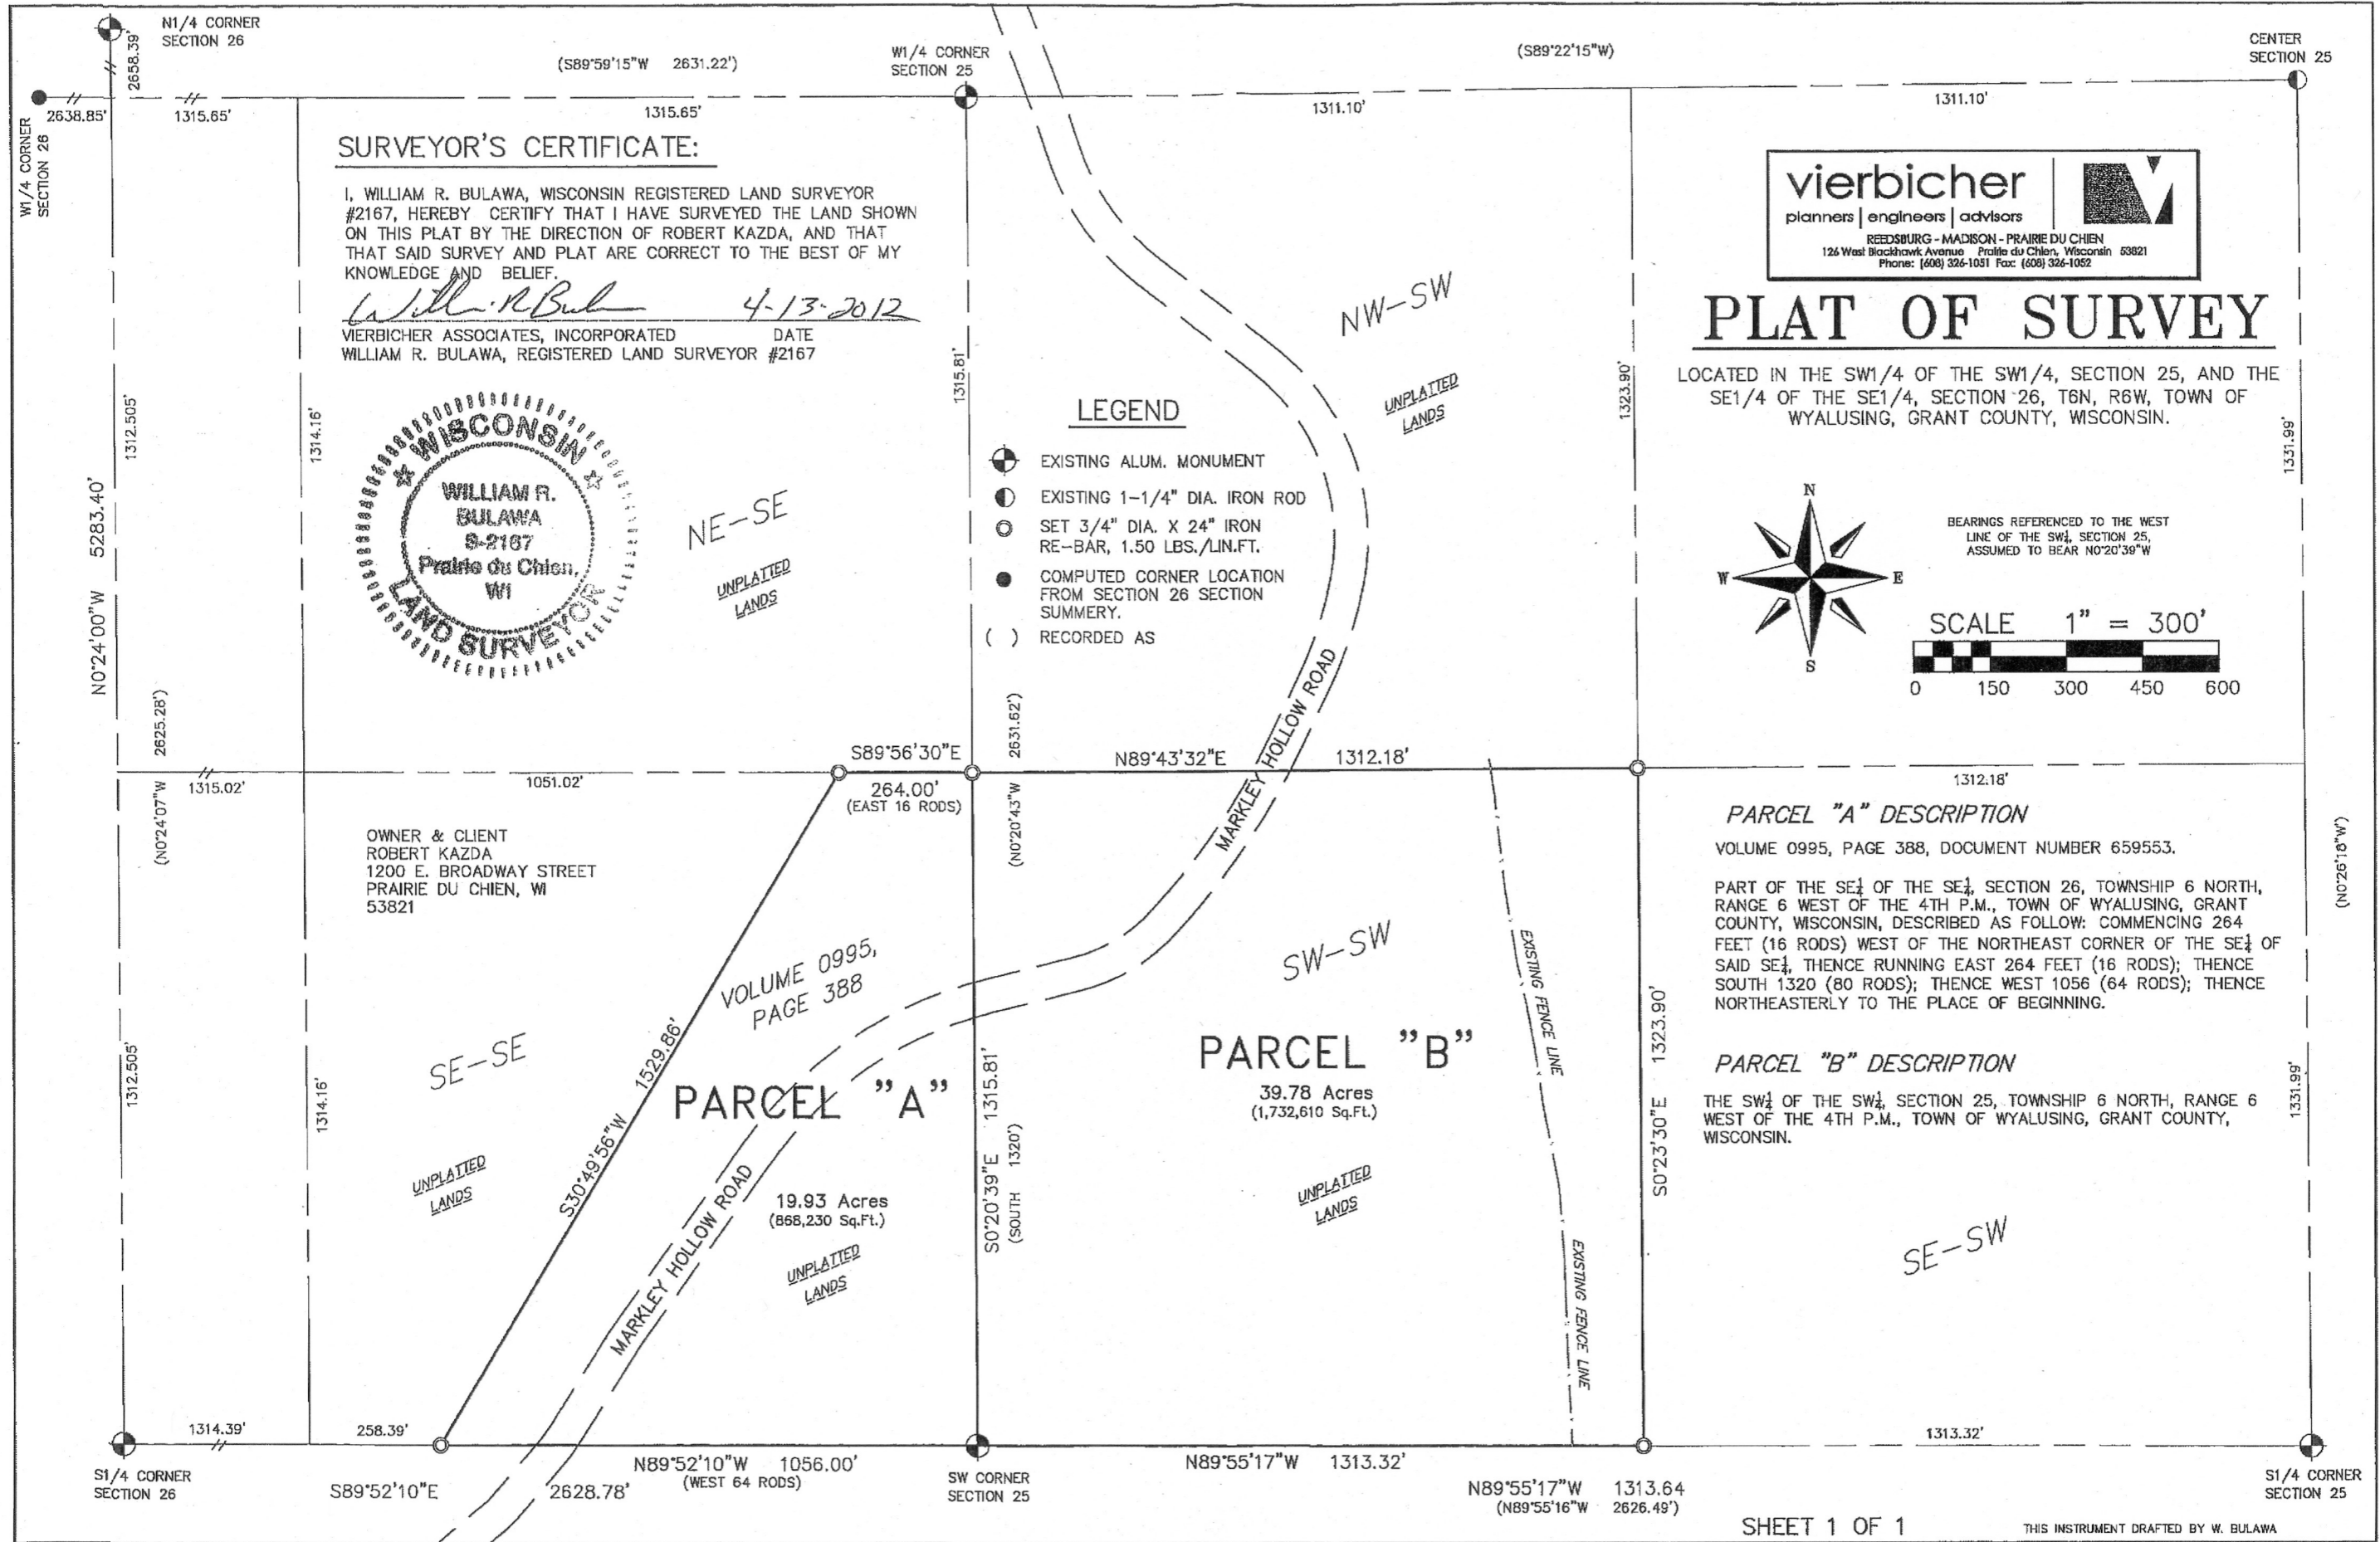 N1/4 CORNER
SECTION 26
2658.39'
(S89°59'15"W 2631.22')
W1/4 CORNER
SECTION 25
(S89°22'15"W)
CENTER
SECTION 25
2638.85'
1315.65'
1315.65'
1311.10'
1311.10'
W1/4 CORNER
SECTION 26
SURVEYOR'S CERTIFICATE:
I, WILLIAM R. BULAWA, WISCONSIN REGISTERED LAND SURVEYOR
#2167, HEREBY CERTIFY THAT I HAVE SURVEYED THE LAND SHOWN
ON THIS PLAT BY THE DIRECTION OF ROBERT KAZDA, AND THAT
THAT SAID SURVEY AND PLAT ARE CORRECT TO THE BEST OF MY
KNOWLEDGE AND BELIEF.
4-13-2012
VIERBICHER ASSOCIATES, INCORPORATED DATE
WILLIAM R. BULAWA, REGISTERED LAND SURVEYOR #2167
WISCONSIN
WILLIAM R.
BULAWA
S-2167
Prairie du Chien,
WI
LAND SURVEYOR
N0°24'00"W 5283.40'
1312.505'
1314.16'
1315.81'
1323.90'
1331.99'
NE-SE
UNPLATTED
LANDS
NW-SW
UNPLATTED
LANDS
LEGEND
EXISTING ALUM. MONUMENT
EXISTING 1-1/4" DIA. IRON ROD
SET 3/4" DIA. X 24" IRON
RE-BAR, 1.50 LBS./LIN.FT.
COMPUTED CORNER LOCATION
FROM SECTION 26 SECTION
SUMMERY.
( ) RECORDED AS
vierbicher
planners | engineers | advisors
REEDSBURG - MADISON - PRAIRIE DU CHIEN
126 West Blackhawk Avenue Prairie du Chien, Wisconsin 53821
Phone: (608) 326-1051 Fax: (608) 326-1052
PLAT OF SURVEY
LOCATED IN THE SW1/4 OF THE SW1/4, SECTION 25, AND THE
SE1/4 OF THE SE1/4, SECTION 26, T6N, R6W, TOWN OF
WYALUSING, GRANT COUNTY, WISCONSIN.
N
W
E
S
BEARINGS REFERENCED TO THE WEST
LINE OF THE SW¼, SECTION 25,
ASSUMED TO BEAR N0°20'39"W
SCALE 1" = 300'
0 150 300 450 600
(N0°24'07"W 2625.28')
1315.02'
1051.02'
S89°56'30"E
264.00'
(EAST 16 RODS)
(N0°20'43"W 2631.62')
N89°43'32"E 1312.18'
1312.18'
MARKLEY HOLLOW ROAD
(N0°26'18"W)
OWNER & CLIENT
ROBERT KAZDA
1200 E. BROADWAY STREET
PRAIRIE DU CHIEN, WI
53821
VOLUME 0995,
PAGE 388
SE-SE
UNPLATTED
LANDS
1312.505'
1314.16'
S30°49'56"W 1529.86'
PARCEL "A"
19.93 Acres
(868,230 Sq.Ft.)
UNPLATTED
LANDS
MARKLEY HOLLOW ROAD
S0°20'39"E 1315.81'
(SOUTH 1320')
SW-SW
PARCEL "B"
39.78 Acres
(1,732,610 Sq.Ft.)
UNPLATTED
LANDS
EXISTING FENCE LINE
EXISTING FENCE LINE
S0°23'30"E 1323.90'
PARCEL "A" DESCRIPTION
VOLUME 0995, PAGE 388, DOCUMENT NUMBER 659553.
PART OF THE SE¼ OF THE SE¼, SECTION 26, TOWNSHIP 6 NORTH,
RANGE 6 WEST OF THE 4TH P.M., TOWN OF WYALUSING, GRANT
COUNTY, WISCONSIN, DESCRIBED AS FOLLOW: COMMENCING 264
FEET (16 RODS) WEST OF THE NORTHEAST CORNER OF THE SE¼ OF
SAID SE¼, THENCE RUNNING EAST 264 FEET (16 RODS); THENCE
SOUTH 1320 (80 RODS); THENCE WEST 1056 (64 RODS); THENCE
NORTHEASTERLY TO THE PLACE OF BEGINNING.
PARCEL "B" DESCRIPTION
THE SW¼ OF THE SW¼, SECTION 25, TOWNSHIP 6 NORTH, RANGE 6
WEST OF THE 4TH P.M., TOWN OF WYALUSING, GRANT COUNTY,
WISCONSIN.
1331.99'
SE-SW
1314.39'
258.39'
1313.32'
S1/4 CORNER
SECTION 26
S89°52'10"E 2628.78'
N89°52'10"W 1056.00'
(WEST 64 RODS)
SW CORNER
SECTION 25
N89°55'17"W 1313.32'
N89°55'17"W 1313.64
(N89°55'16"W 2626.49')
S1/4 CORNER
SECTION 25
SHEET 1 OF 1
THIS INSTRUMENT DRAFTED BY W. BULAWA